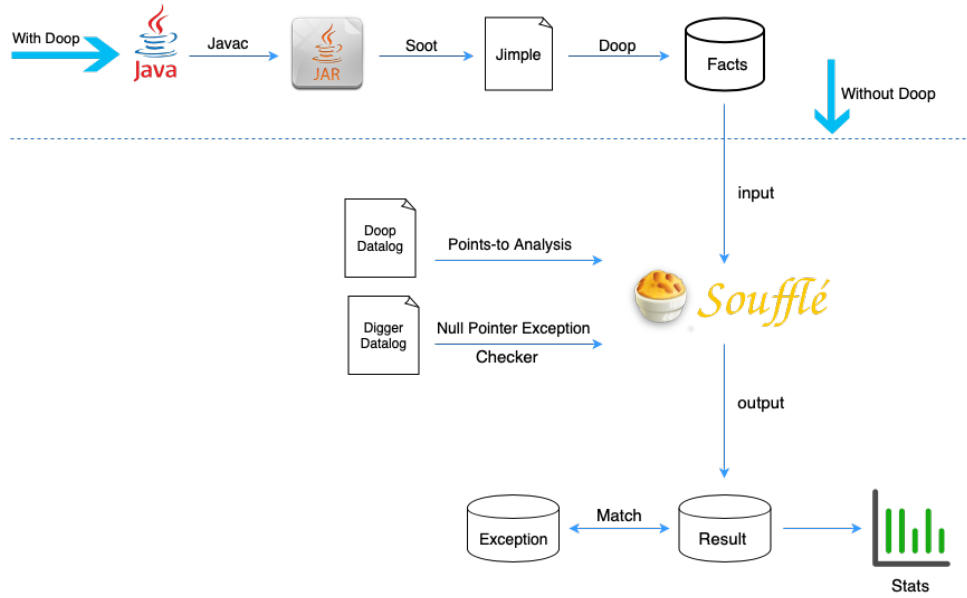 With Doop
Java
Javac
JAR
Soot
Jimple
Doop
Facts
Without Doop
input
Doop
Datalog
Points-to Analysis
Soufflé
Digger
Datalog
Null Pointer Exception
Checker
output
Exception
Match
Result
Stats